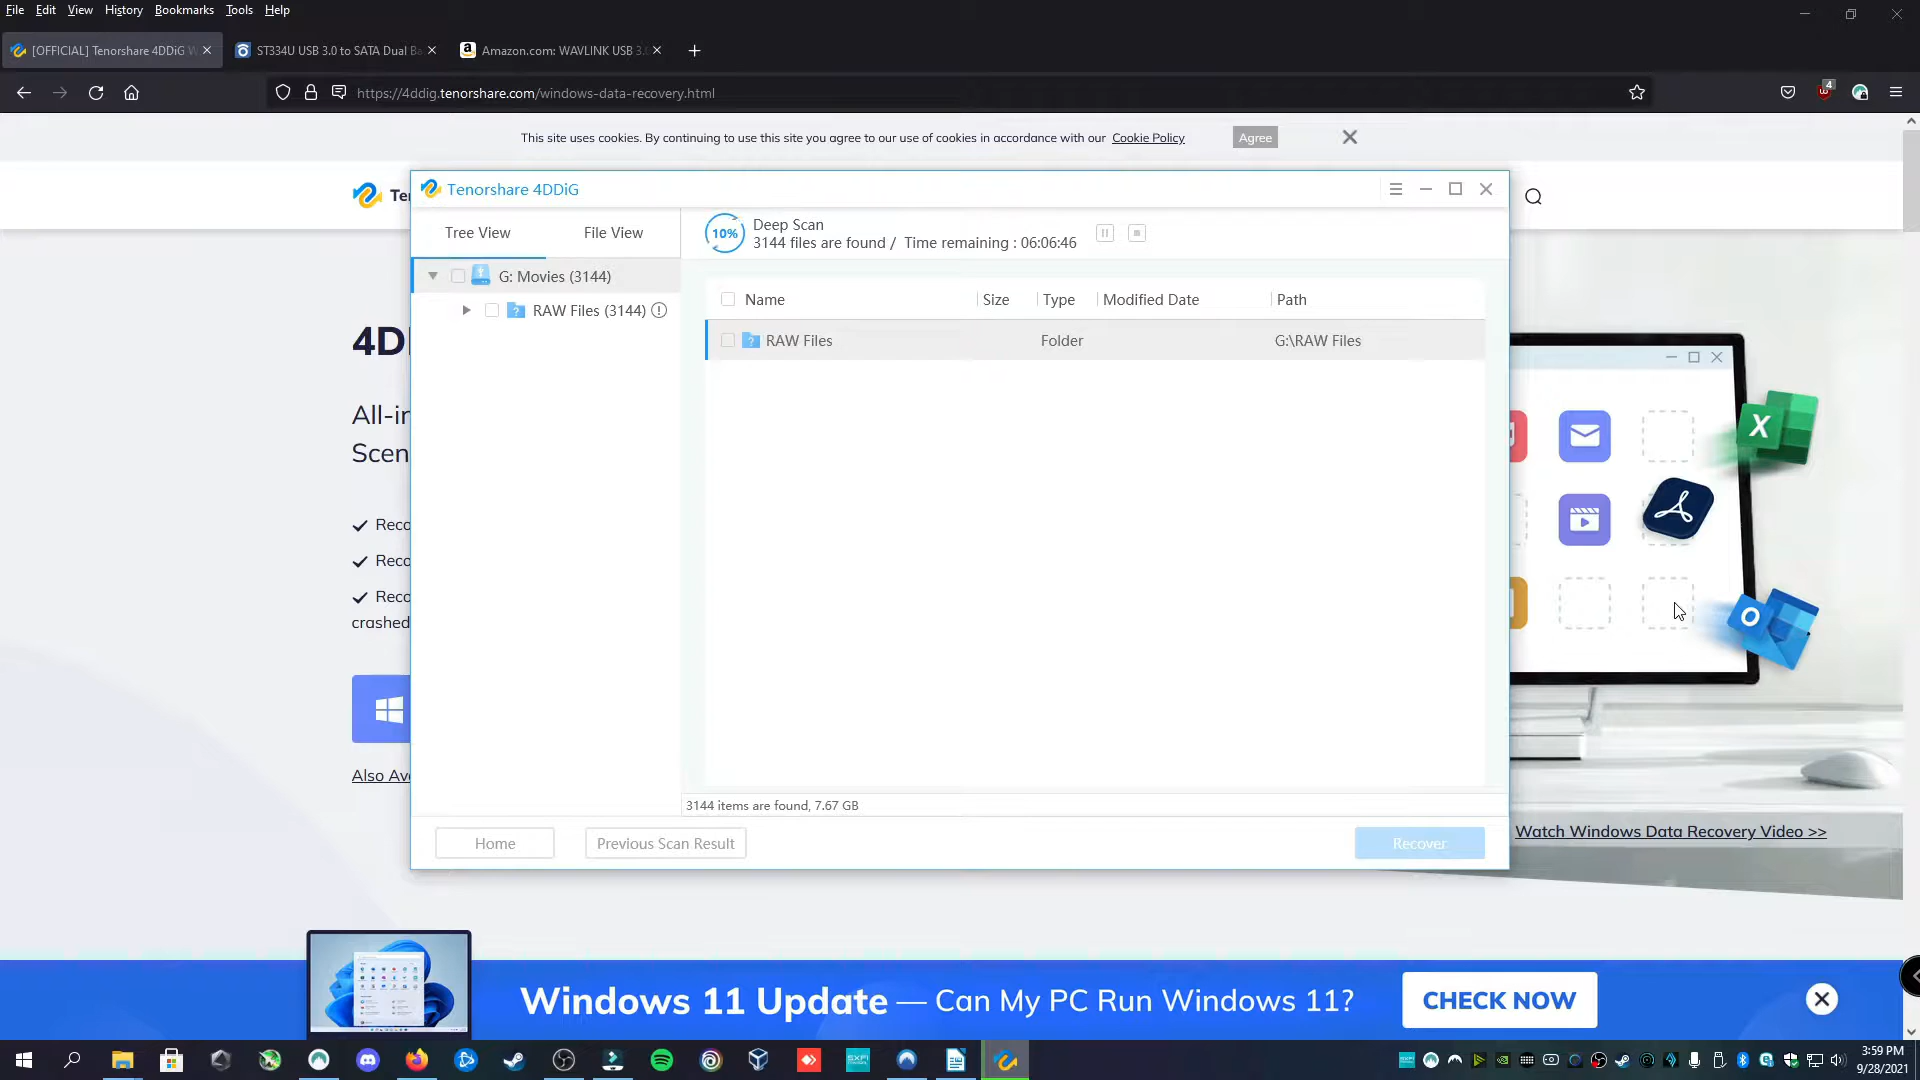 File Edit View History Bookmarks Tools Help
[OFFICIAL] Tenorshare 4DDiG W
ST334U USB 3.0 to SATA Dual Ba
Amazon.com: WAVLINK USB 3.0
https://4ddig.tenorshare.com/windows-data-recovery.html
4
This site uses cookies. By continuing to use this site you agree to our use of cookies in accordance with our Cookie Policy
Agree
Te
Tenorshare 4DDiG
Tree View File View
10%
Deep Scan
3144 files are found / Time remaining : 06:06:46
G: Movies (3144)
RAW Files (3144)
Name Size Type Modified Date Path
RAW Files Folder G:\RAW Files
4D
All-in
Scen
Reco
Reco
Reco
crashed
Also Ava
X
O
3144 items are found, 7.67 GB
Home Previous Scan Result Recover
Watch Windows Data Recovery Video >>
Windows 11 Update — Can My PC Run Windows 11?
CHECK NOW
3:59 PM
9/28/2021